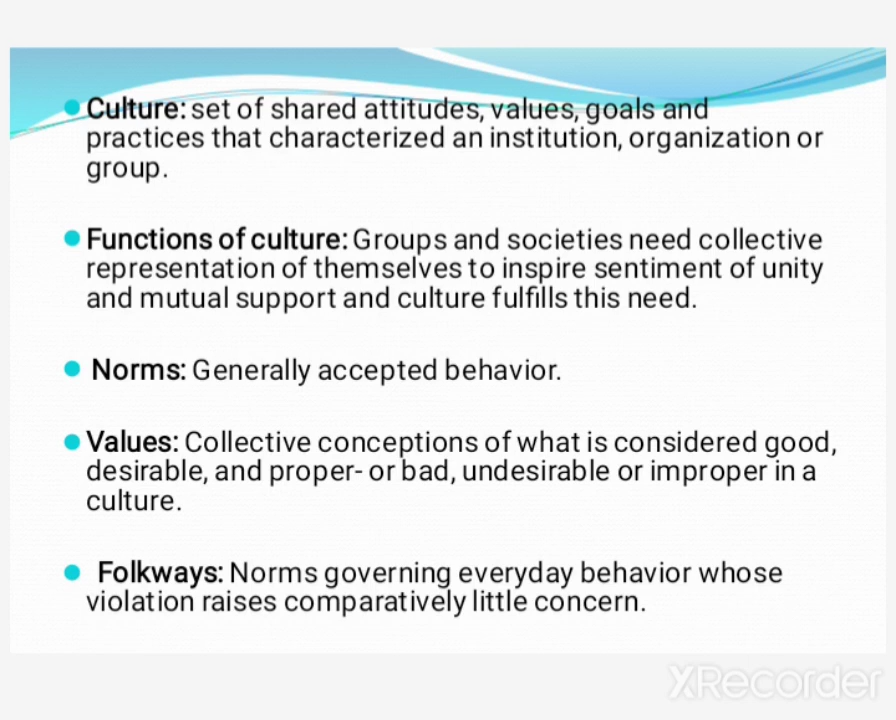 Culture: set of shared attitudes, values, goals and
practices that characterized an institution, organization or
group.
Functions of culture: Groups and societies need collective
representation of themselves to inspire sentiment of unity
and mutual support and culture fulfills this need.
Norms: Generally accepted behavior.
Values: Collective conceptions of what is considered good,
desirable, and proper- or bad, undesirable or improper in a
culture.
Folkways: Norms governing everyday behavior whose
violation raises comparatively little concern.
XRecorder